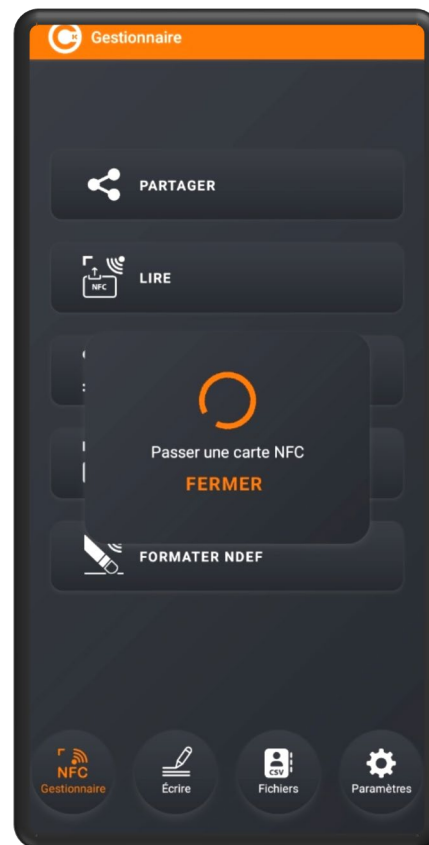 Gestionnaire
PARTAGER
NFC
LIRE
Passer une carte NFC
FERMER
FORMATER NDEF
NFC
Gestionnaire
Écrire
CSV
Fichiers
Paramètres